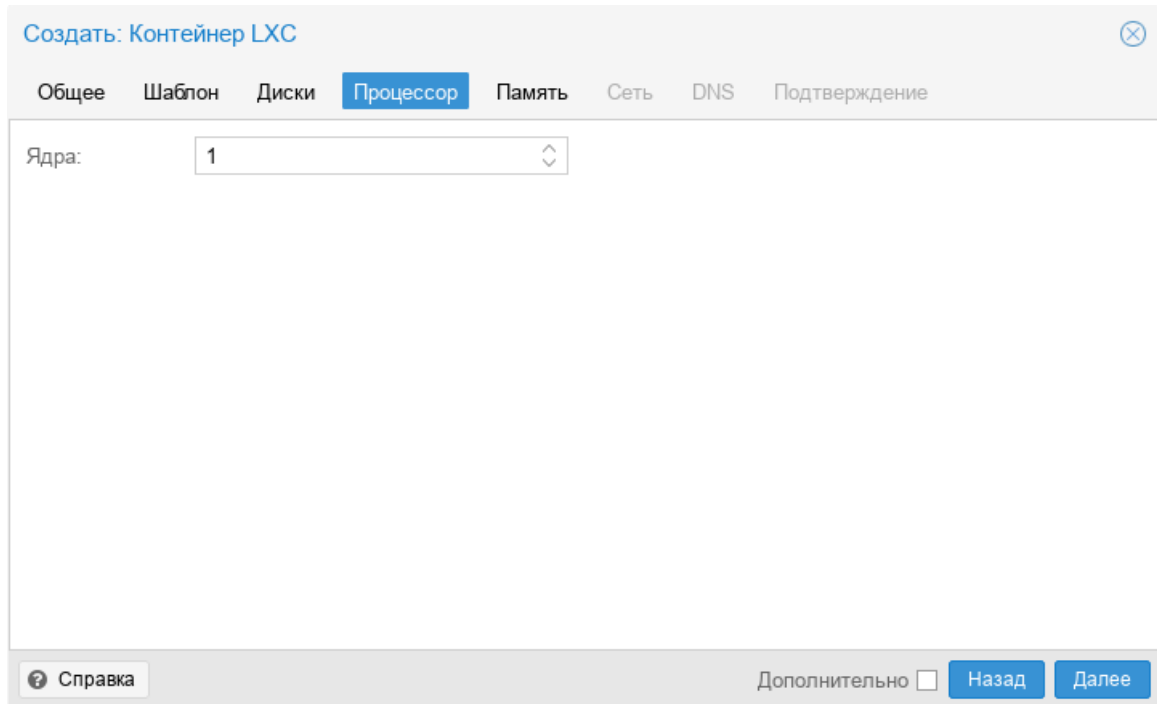 Создать: Контейнер LXC
Общее Шаблон Диски Процессор Память Сеть DNS Подтверждение
Ядра: 1
Справка Дополнительно Назад Далее